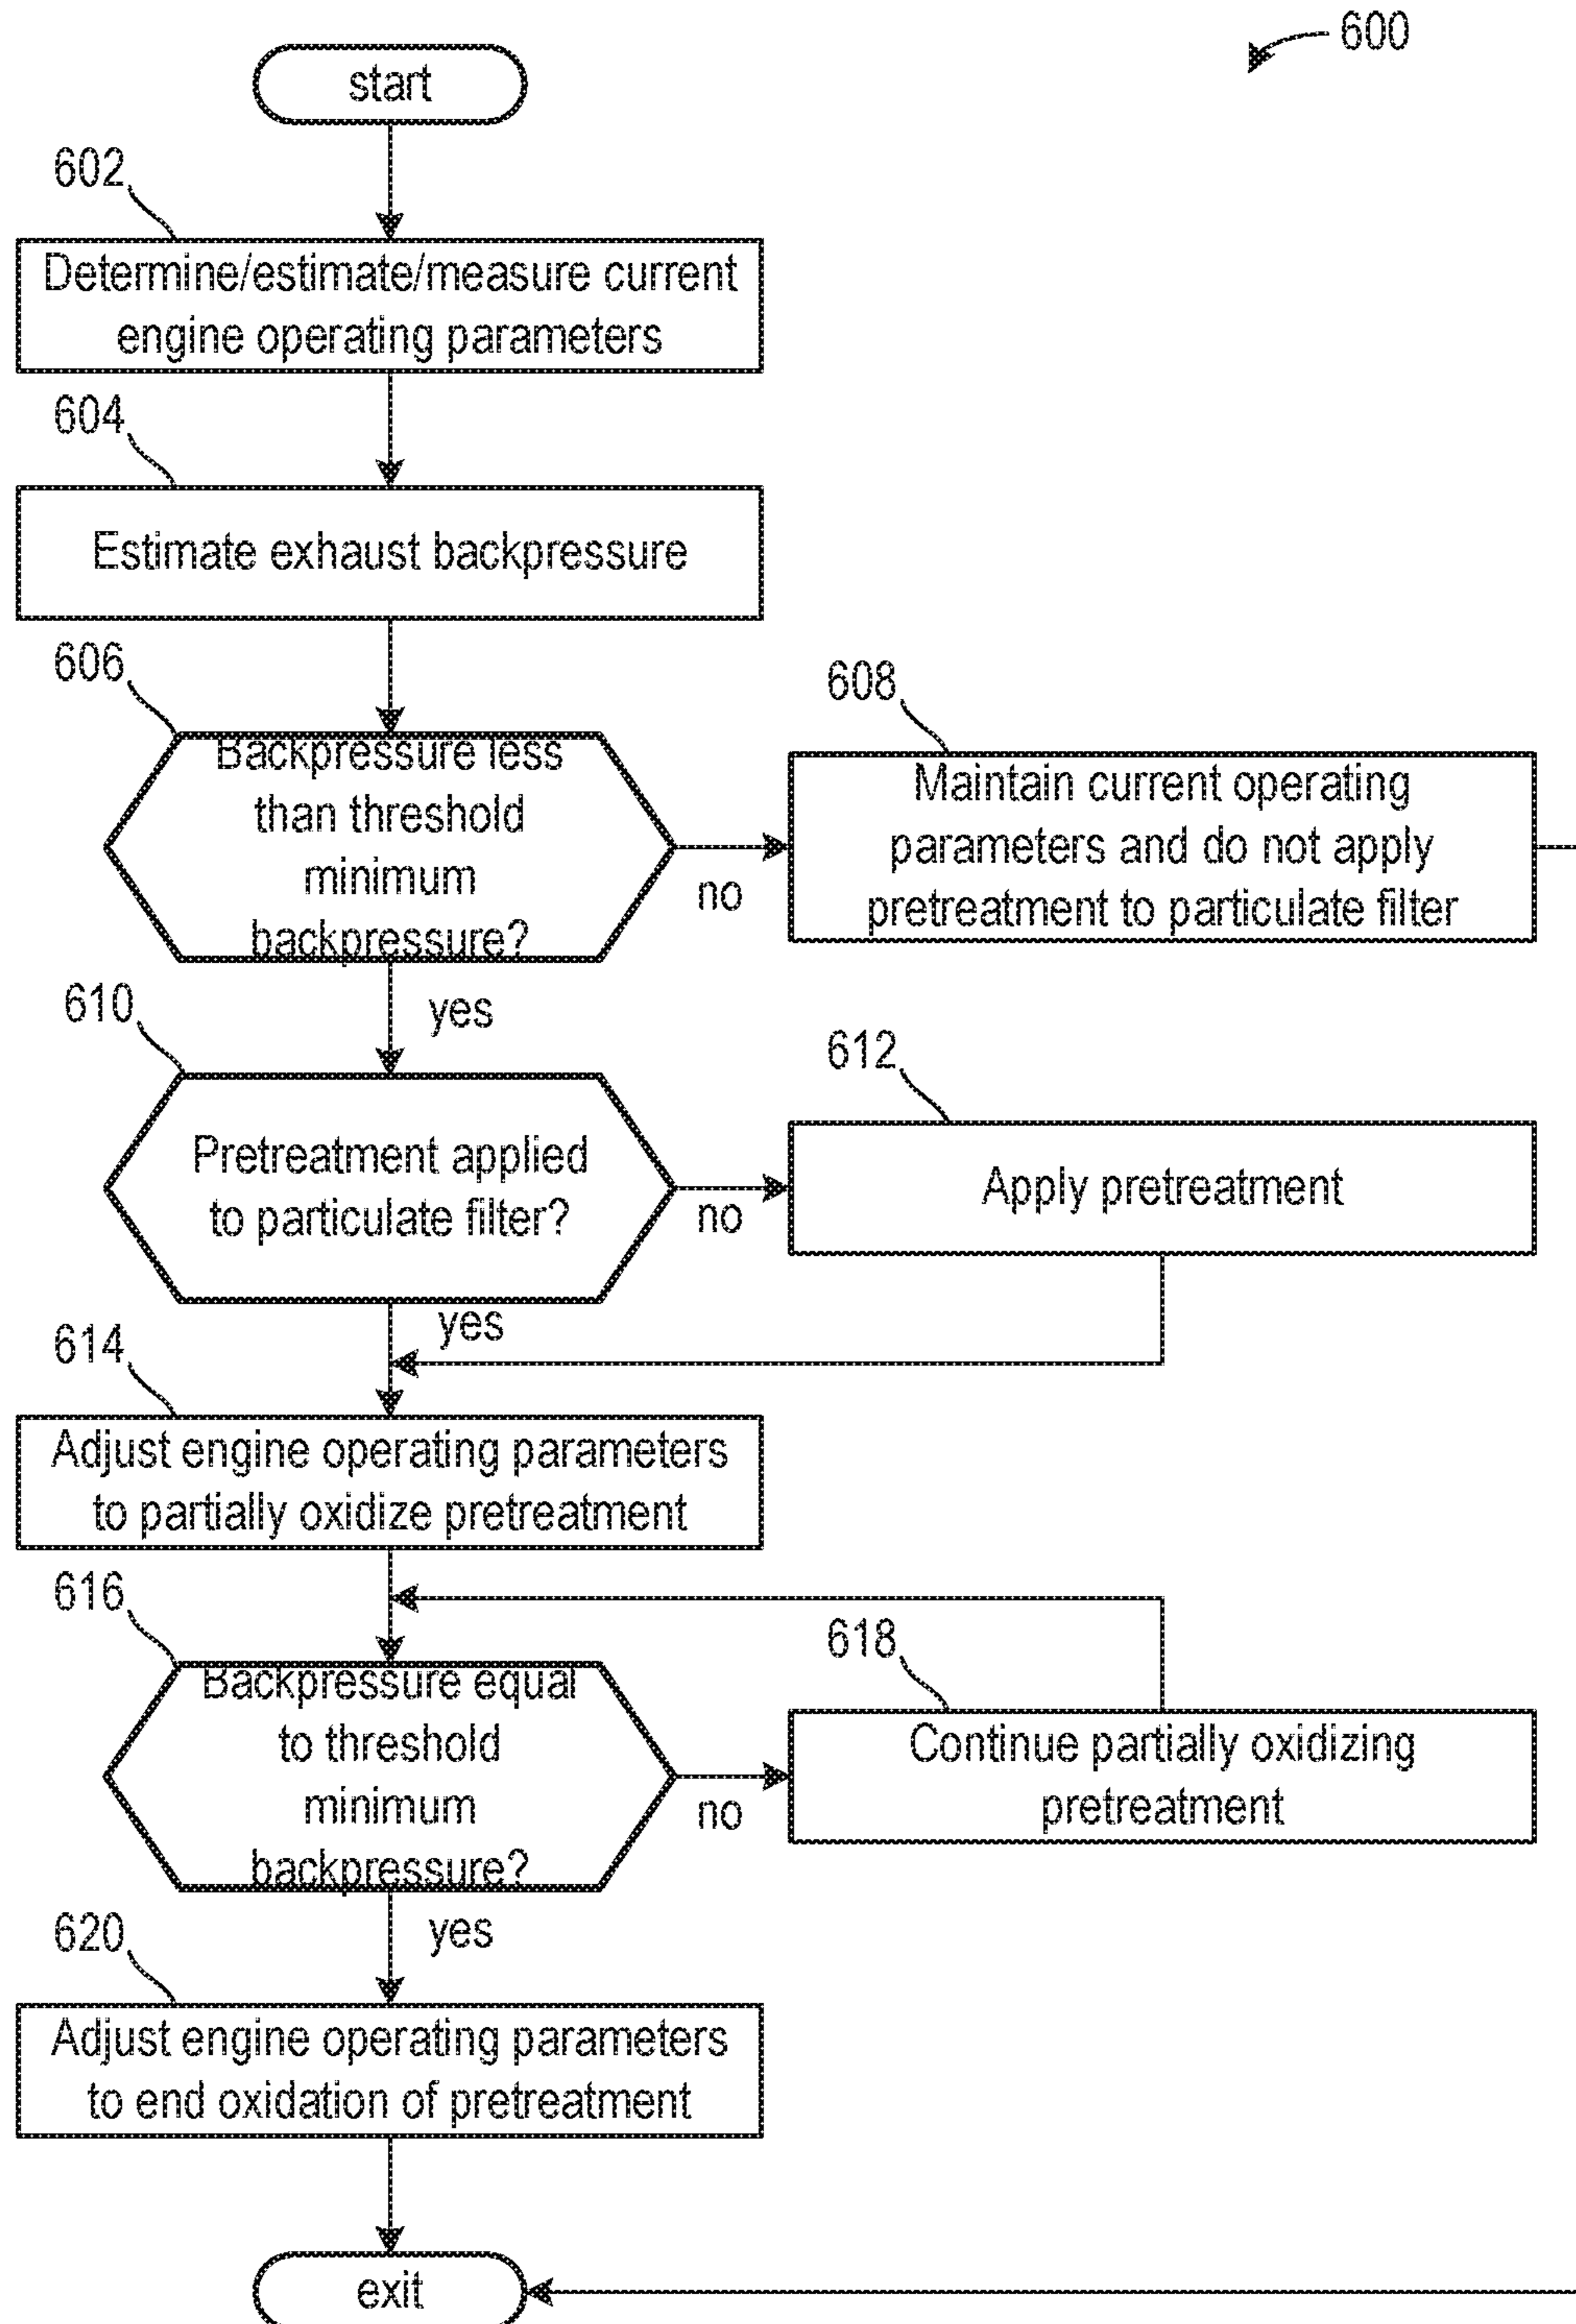 600
start
602
Determine/estimate/measure current
engine operating parameters
604
Estimate exhaust backpressure
606
Backpressure less
than threshold
minimum
backpressure?
no
608
Maintain current operating
parameters and do not apply
pretreatment to particulate filter
yes
610
Pretreatment applied
to particulate filter?
no
612
Apply pretreatment
yes
614
Adjust engine operating parameters
to partially oxidize pretreatment
616
Backpressure equal
to threshold
minimum
backpressure?
no
618
Continue partially oxidizing
pretreatment
yes
620
Adjust engine operating parameters
to end oxidation of pretreatment
exit